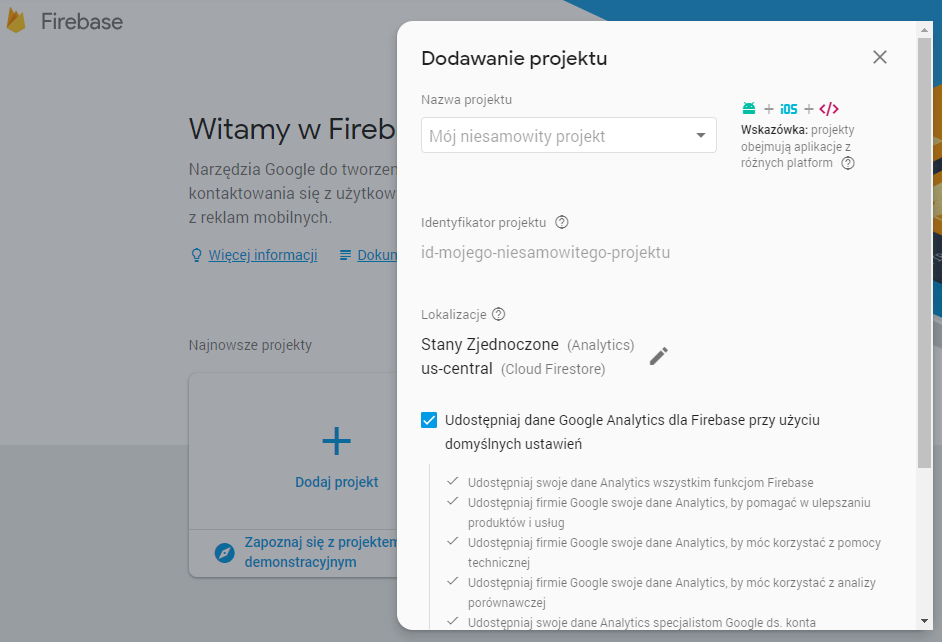 Firebase
Witamy w Fireb
Narzędzia Google do tworzen
kontaktowania się z użytkow
z reklam mobilnych.
Więcej informacji
Dokun
Najnowsze projekty
Dodaj projekt
Zapoznaj się z projektem
demonstracyjnym
Dodawanie projektu
Nazwa projektu
Mój niesamowity projekt
+ iOS + </>
Wskazówka: projekty
obejmują aplikacje z
różnych platform
Identyfikator projektu
id-mojego-niesamowitego-projektu
Lokalizacje
Stany Zjednoczone (Analytics)
us-central (Cloud Firestore)
Udostępniaj dane Google Analytics dla Firebase przy użyciu
domyślnych ustawień
Udostępniaj swoje dane Analytics wszystkim funkcjom Firebase
Udostępniaj firmie Google swoje dane Analytics, by pomagać w ulepszaniu
produktów i usług
Udostępniaj firmie Google swoje dane Analytics, by móc korzystać z pomocy
technicznej
Udostępniaj firmie Google swoje dane Analytics, by móc korzystać z analizy
porównawczej
Udostępniaj swoje dane Analytics specjalistom Google ds. konta